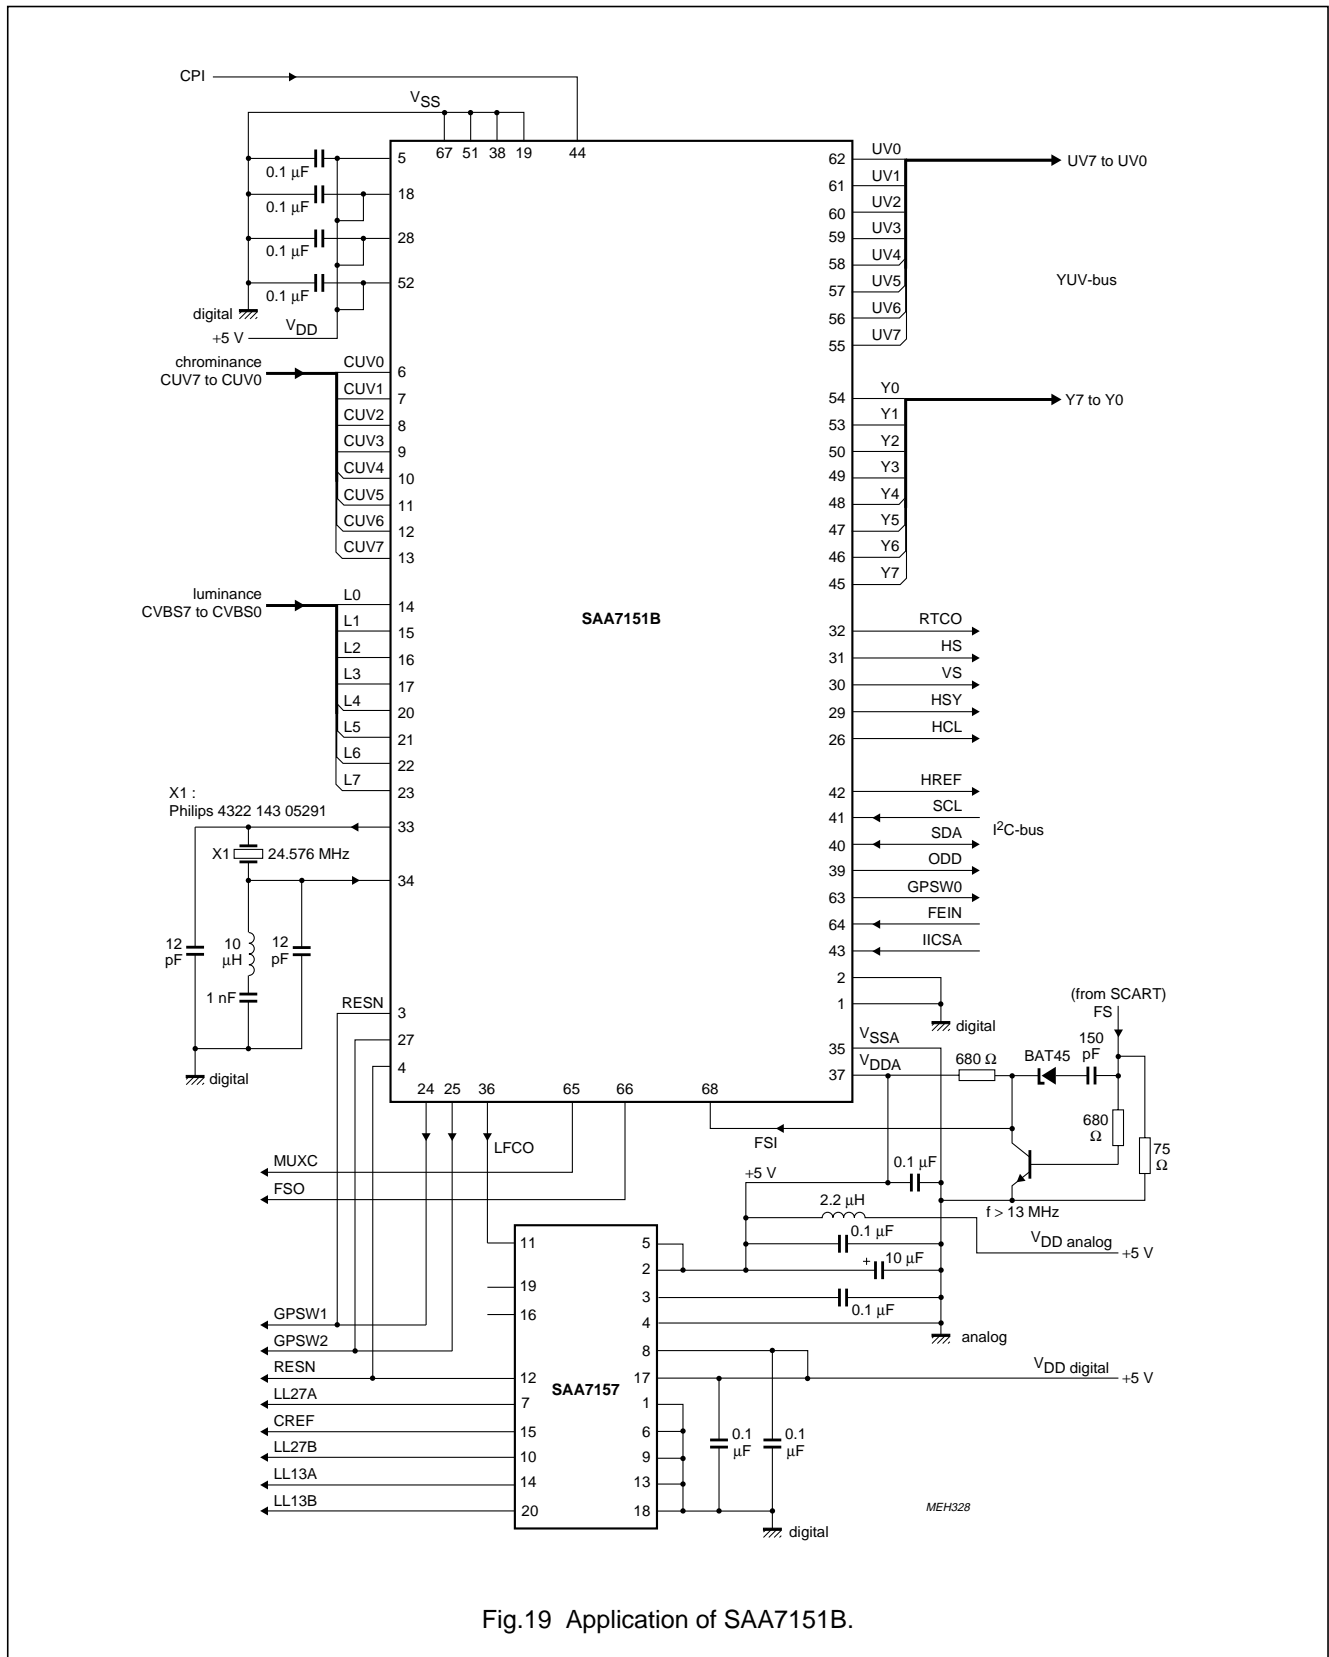 CPI
VSS
67 51 38 19 44
5
0.1 µF
18
0.1 µF
28
0.1 µF
52
0.1 µF
digital
VDD
+5 V
chrominance
CUV7 to CUV0
CUV0
6
CUV1
7
CUV2
8
CUV3
9
CUV4
10
CUV5
11
CUV6
12
CUV7
13
luminance
CVBS7 to CVBS0
L0
14
L1
15
L2
16
L3
17
L4
20
L5
21
L6
22
L7
23
X1 :
Philips 4322 143 05291
33
X1
24.576 MHz
34
12
pF
10
µH
12
pF
1 nF
digital
RESN
3
27
4
SAA7151B
62
UV0
61
UV1
60
UV2
59
UV3
58
UV4
57
UV5
56
UV6
55
UV7
UV7 to UV0
YUV-bus
54
Y0
53
Y1
50
Y2
49
Y3
48
Y4
47
Y5
46
Y6
45
Y7
Y7 to Y0
32
RTCO
31
HS
30
VS
29
HSY
26
HCL
42
HREF
41
SCL
40
SDA
I2C-bus
39
ODD
63
GPSW0
64
FEIN
43
IICSA
2
1
digital
35
VSSA
37
VDDA
(from SCART)
FS
680 Ω
BAT45
150
pF
680
Ω
75
Ω
24 25 36 65 66 68
LFCO
FSI
MUXC
FSO
+5 V
0.1 µF
f > 13 MHz
2.2 µH
0.1 µF
VDD analog
+5 V
+
10 µF
0.1 µF
analog
11
19
16
5
2
3
4
8
17
1
6
9
13
18
SAA7157
GPSW1
GPSW2
RESN
12
LL27A
7
CREF
15
LL27B
10
LL13A
14
LL13B
20
VDD digital
+5 V
0.1
µF
0.1
µF
digital
MEH328
Fig.19 Application of SAA7151B.